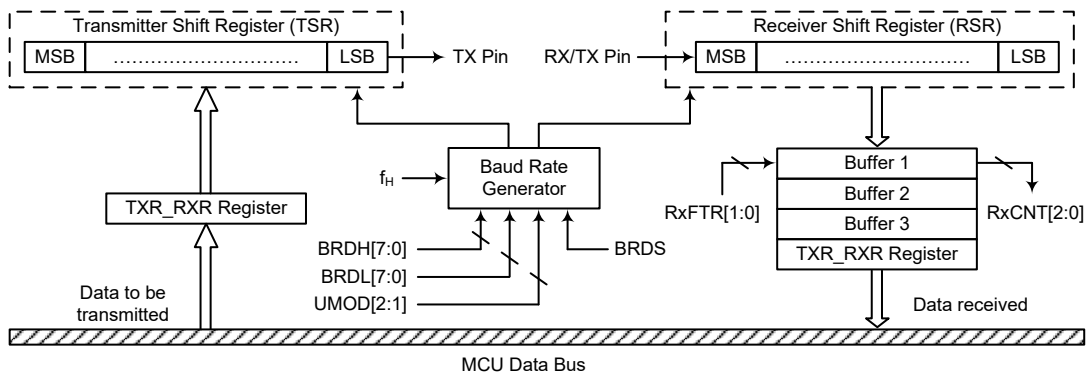 Transmitter Shift Register (TSR)
Receiver Shift Register (RSR)
MSB
................................
LSB
TX Pin
RX/TX Pin
MSB
................................
LSB
Baud Rate
Generator
fH
Buffer 1
Buffer 2
Buffer 3
TXR_RXR Register
RxFTR[1:0]
RxCNT[2:0]
TXR_RXR Register
BRDH[7:0]
BRDL[7:0]
UMOD[2:1]
BRDS
Data to be
transmitted
Data received
MCU Data Bus